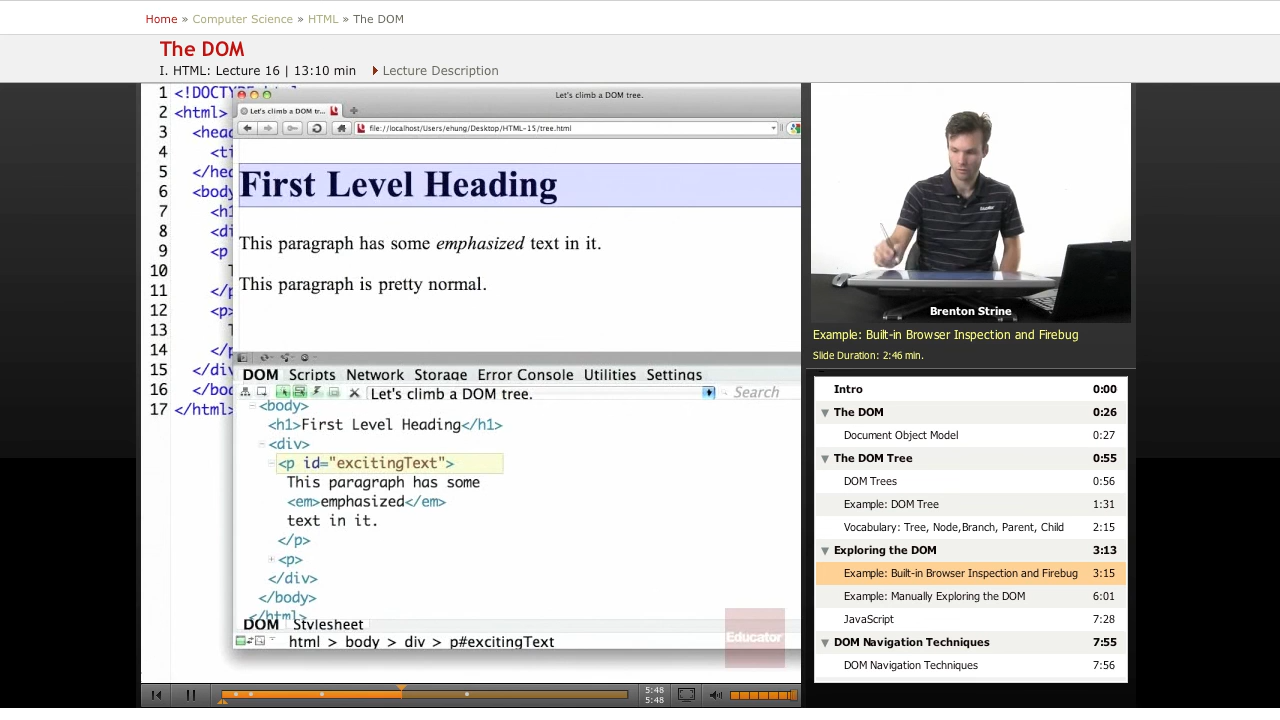 Home » Computer Science » HTML » The DOM
The DOM
I. HTML: Lecture 16 | 13:10 min Lecture Description
1 <!DOCTYPE html
2 <html>
3 <head
4 <ti
5 </hea
6 <body
7 <h1
8 <di
9 <p
10 T
11 </p
12 <p>
13 T
14 </p
15 </div
16 </bod
17 </html>
Let's climb a DOM tree.
Let's climb a DOM tr...
file://localhost/Users/ehung/Desktop/HTML-15/tree.html
First Level Heading
This paragraph has some emphasized text in it.
This paragraph is pretty normal.
DOM Scripts Network Storage Error Console Utilities Settings
Let's climb a DOM tree. Search
<body>
<h1>First Level Heading</h1>
<div>
<p id="excitingText">
This paragraph has some
<em>emphasized</em>
text in it.
</p>
<p>
</div>
</body>
</html>
DOM Stylesheet
html > body > div > p#excitingText
Educator
5:48
5:48
Brenton Strine
Example: Built-in Browser Inspection and Firebug
Slide Duration: 2:46 min.
Intro 0:00
The DOM 0:26
Document Object Model 0:27
The DOM Tree 0:55
DOM Trees 0:56
Example: DOM Tree 1:31
Vocabulary: Tree, Node,Branch, Parent, Child 2:15
Exploring the DOM 3:13
Example: Built-in Browser Inspection and Firebug 3:15
Example: Manually Exploring the DOM 6:01
JavaScript 7:28
DOM Navigation Techniques 7:55
DOM Navigation Techniques 7:56